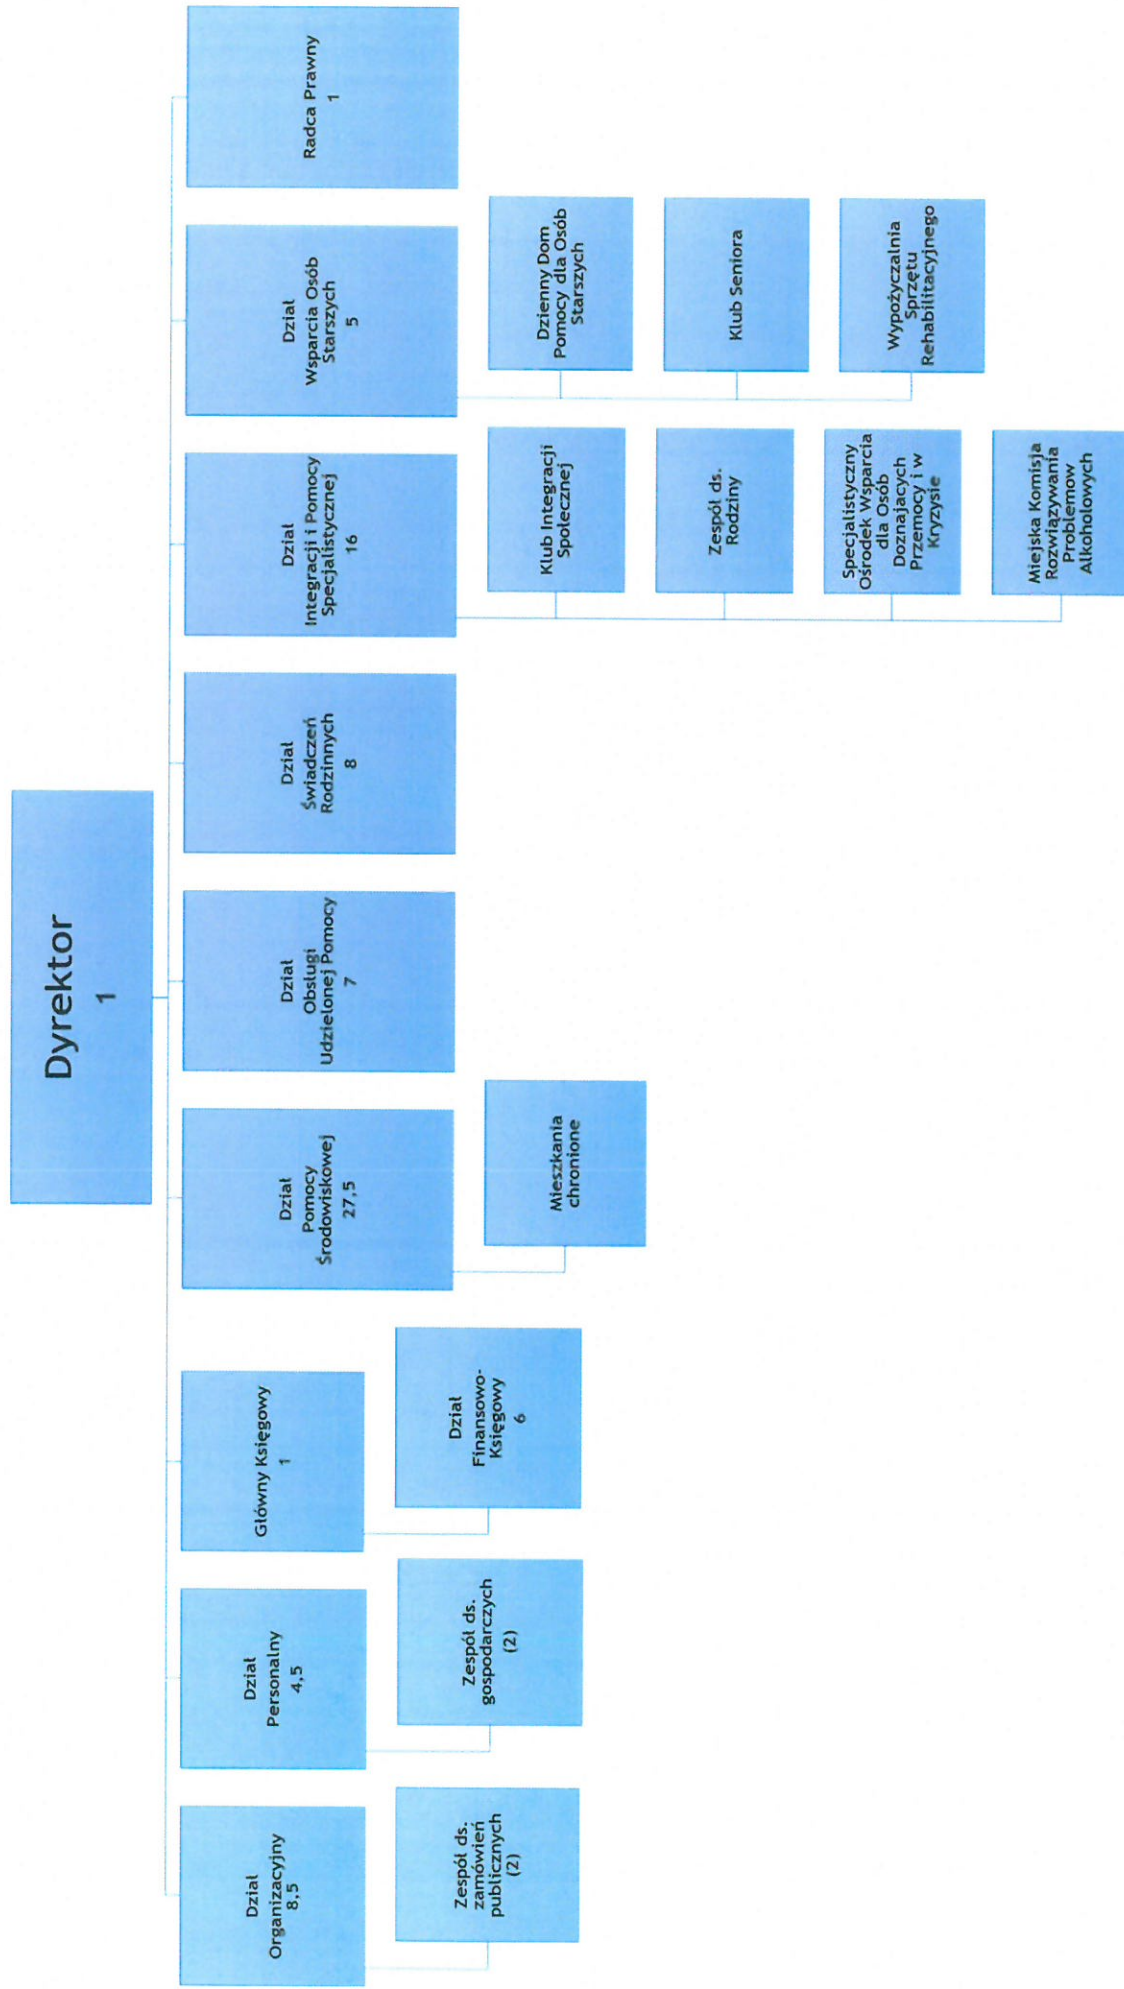 Dyrektor
1
Dział
Organizacyjny
8,5
Zespół ds.
zamówień
publicznych
(2)
Dział
Personalny
4,5
Zespół ds.
gospodarczych
(2)
Główny Księgowy
1
Dział
Finansowo-
Księgowy
6
Dział
Pomocy
Środowiskowej
27,5
Mieszkania
chronione
Dział
Obsługi
Udzielonej Pomocy
7
Dział
Świadczeń
Rodzinnych
8
Dział
Integracji i Pomocy
Specjalistycznej
16
Klub Integracji
Społecznej
Zespół ds.
Rodziny
Specjalistyczny
Ośrodek Wsparcia
dla Osób
Doznajacych
Przemocy i w
Kryzysie
Miejska Komisja
Rozwiązywania
Problemow
Alkoholowych
Dział
Wsparcia Osób
Starszych
5
Dzienny Dom
Pomocy dla Osób
Starszych
Klub Seniora
Wypożyczalnia
Sprzętu
Rehabilitacyjnego
Radca Prawny
1